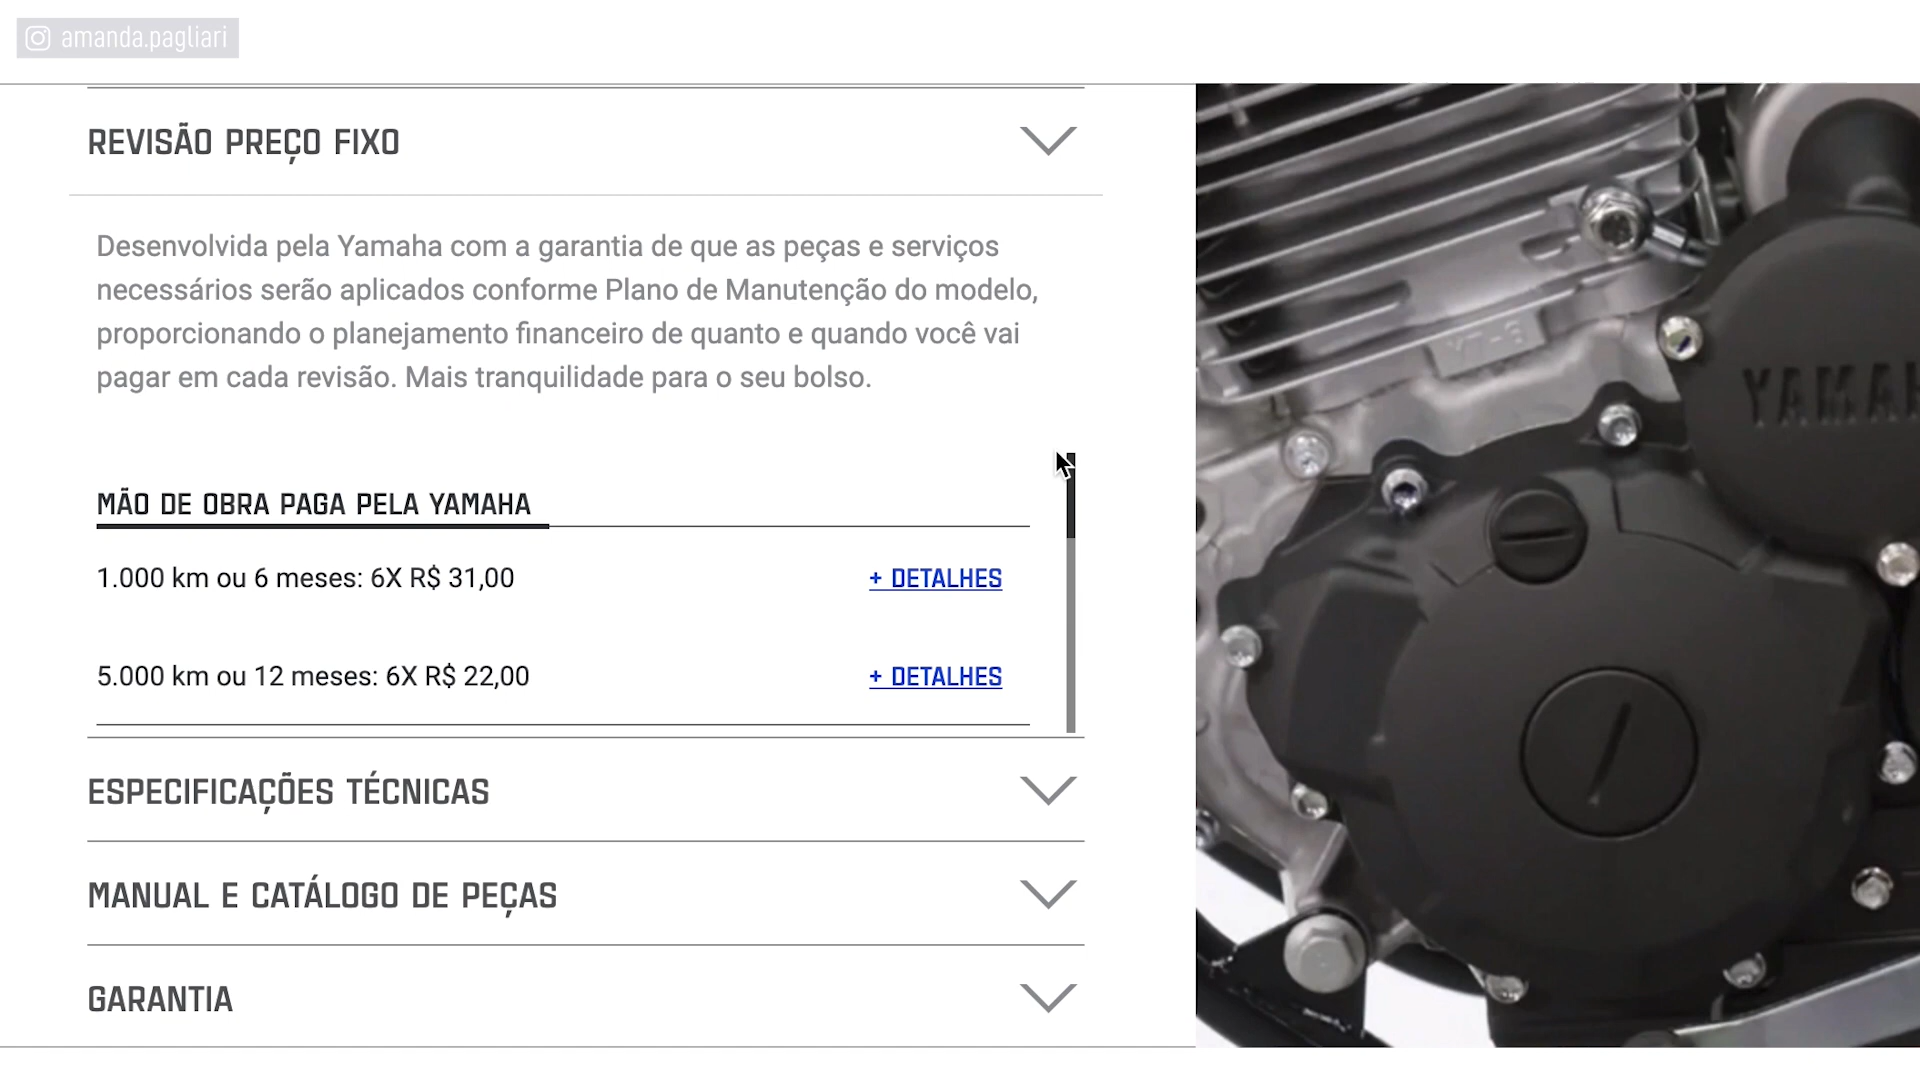 amanda.pagliari
REVISÃO PREÇO FIXO
Desenvolvida pela Yamaha com a garantia de que as peças e serviços
necessários serão aplicados conforme Plano de Manutenção do modelo,
proporcionando o planejamento financeiro de quanto e quando você vai
pagar em cada revisão. Mais tranquilidade para o seu bolso.
MÃO DE OBRA PAGA PELA YAMAHA
1.000 km ou 6 meses: 6X R$ 31,00 + DETALHES
5.000 km ou 12 meses: 6X R$ 22,00 + DETALHES
ESPECIFICAÇÕES TÉCNICAS
MANUAL E CATÁLOGO DE PEÇAS
GARANTIA
YAMAH